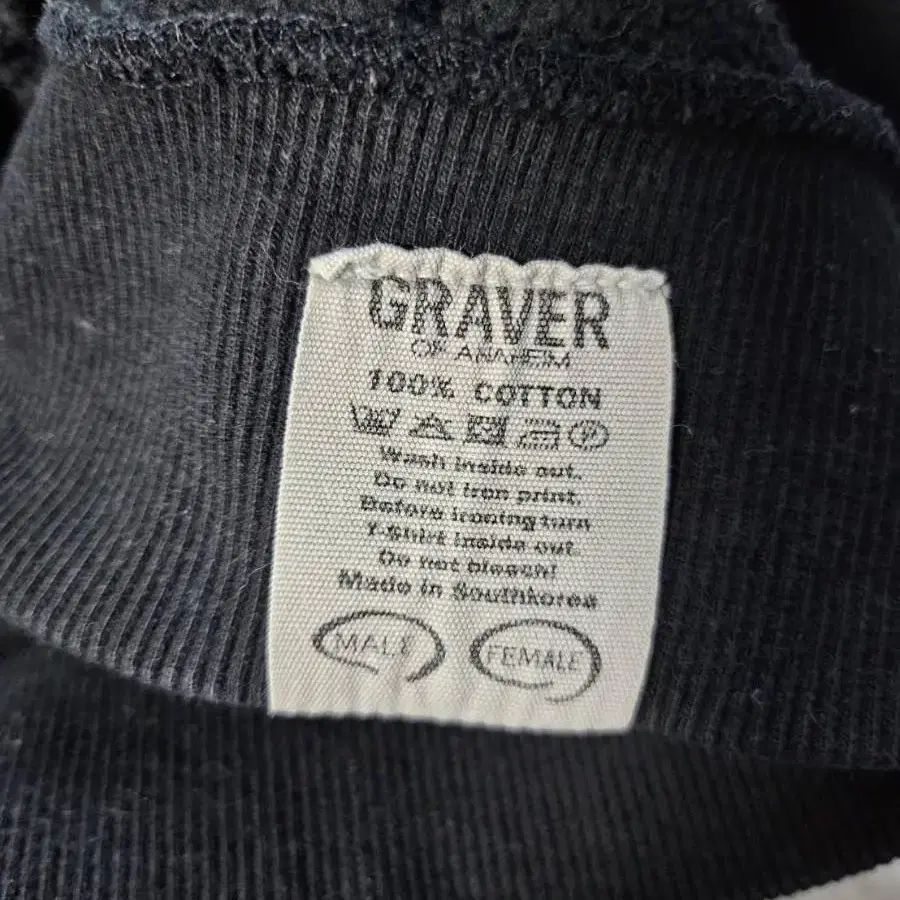 GRAVER
OF ANAHEIM
100% COTTON
Wash inside out.
Do not iron print.
Before ironing turn
T-Shirt inside out.
Do not bleach!
Made in Southkorea
MALE FEMALE